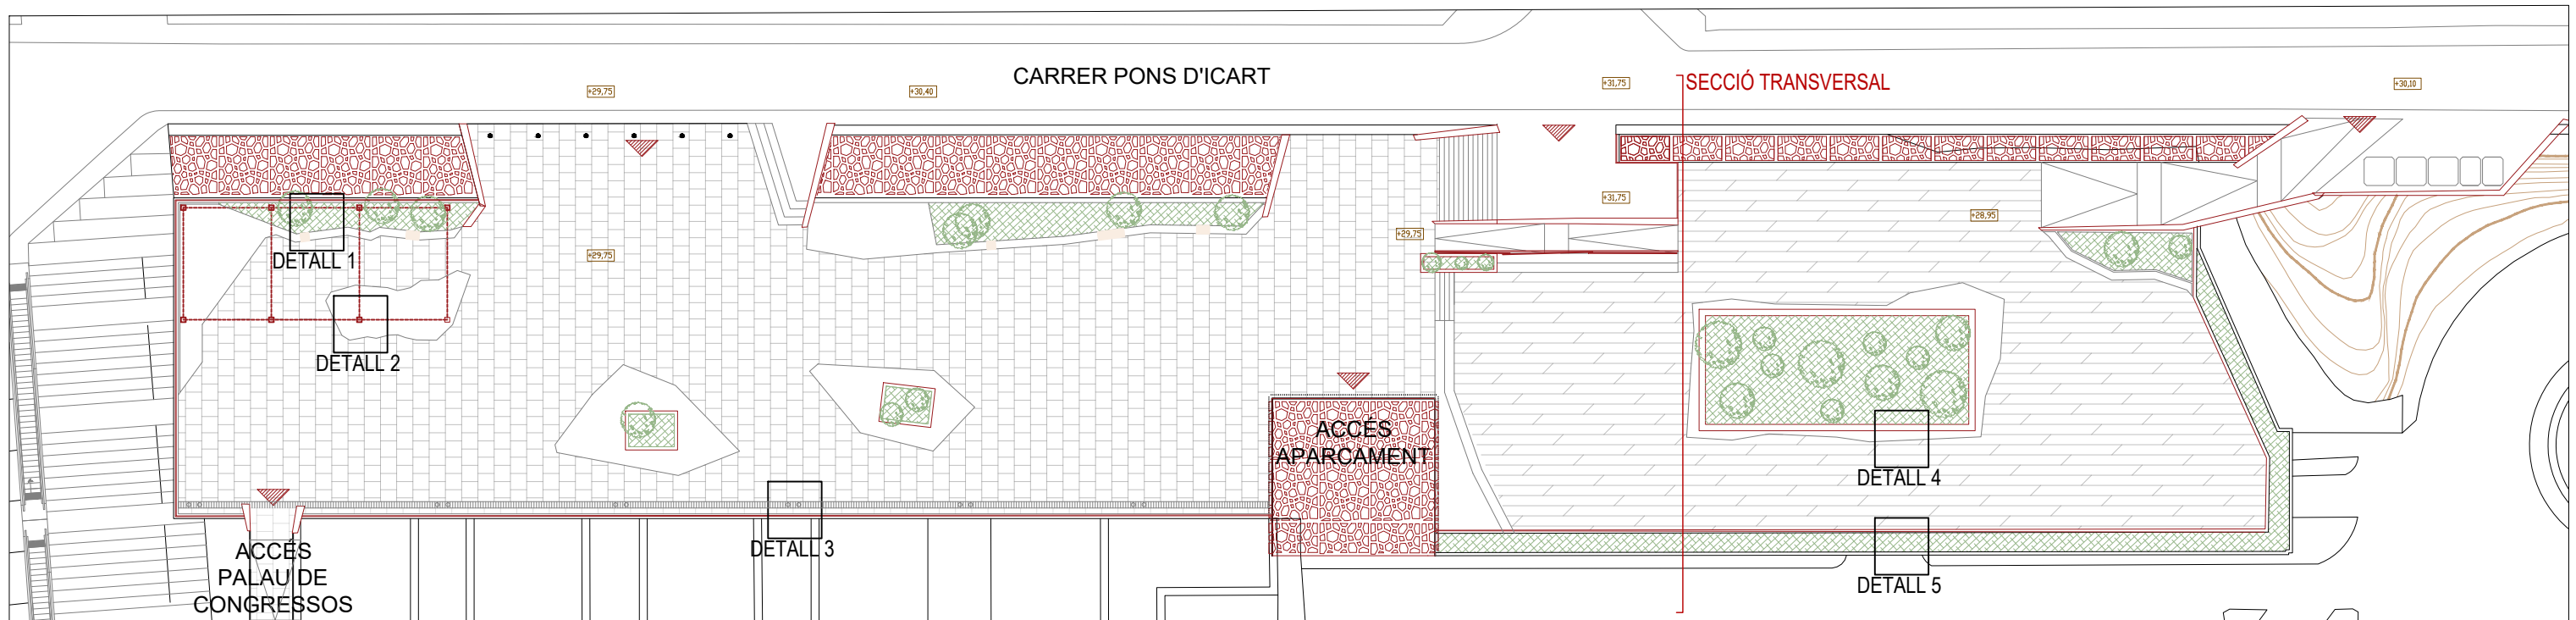 CARRER PONS D'ICART
SECCIÓ TRANSVERSAL
+29,75
+30,40
+31,75
+30,10
+31,75
+28,95
+29,75
+29,75
DETALL 1
DETALL 2
ACCÉS
APARCAMENT
DETALL 4
DETALL 3
ACCÉS
PALAU DE
CONGRESSOS
DETALL 5